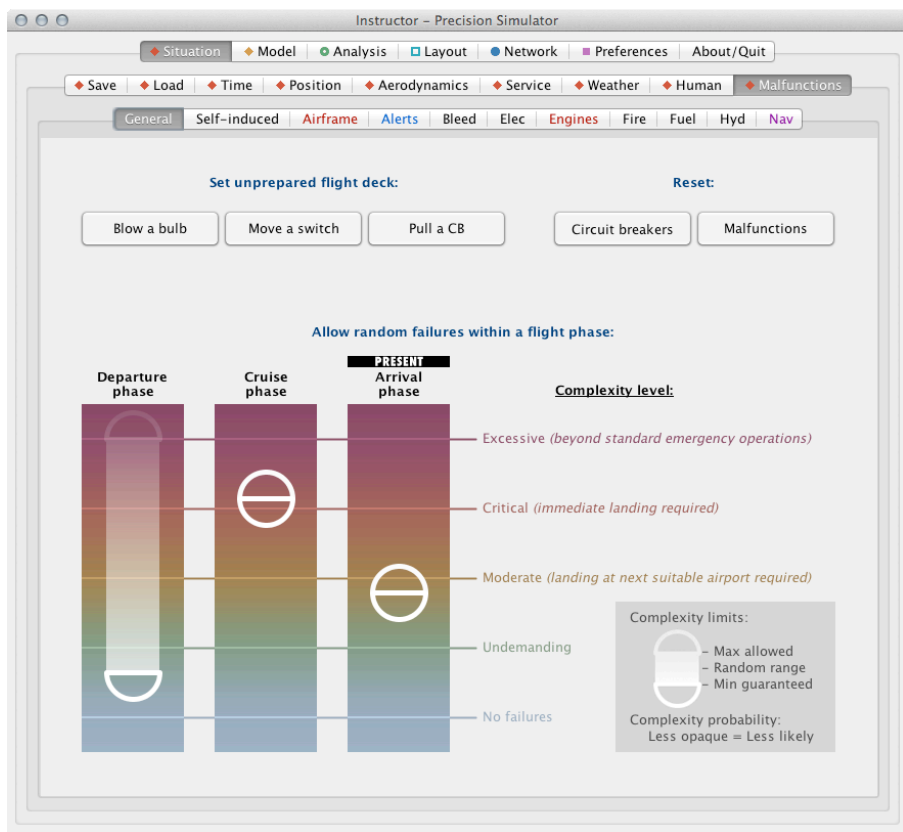 Instructor – Precision Simulator
Situation Model Analysis Layout Network Preferences About/Quit
Save Load Time Position Aerodynamics Service Weather Human Malfunctions
General Self-induced Airframe Alerts Bleed Elec Engines Fire Fuel Hyd Nav
Set unprepared flight deck:
Reset:
Blow a bulb
Move a switch
Pull a CB
Circuit breakers
Malfunctions
Allow random failures within a flight phase:
PRESENT
Departure
phase
Cruise
phase
Arrival
phase
Complexity level:
Excessive (beyond standard emergency operations)
Critical (immediate landing required)
Moderate (landing at next suitable airport required)
Undemanding
No failures
Complexity limits:
– Max allowed
– Random range
– Min guaranteed
Complexity probability:
Less opaque = Less likely